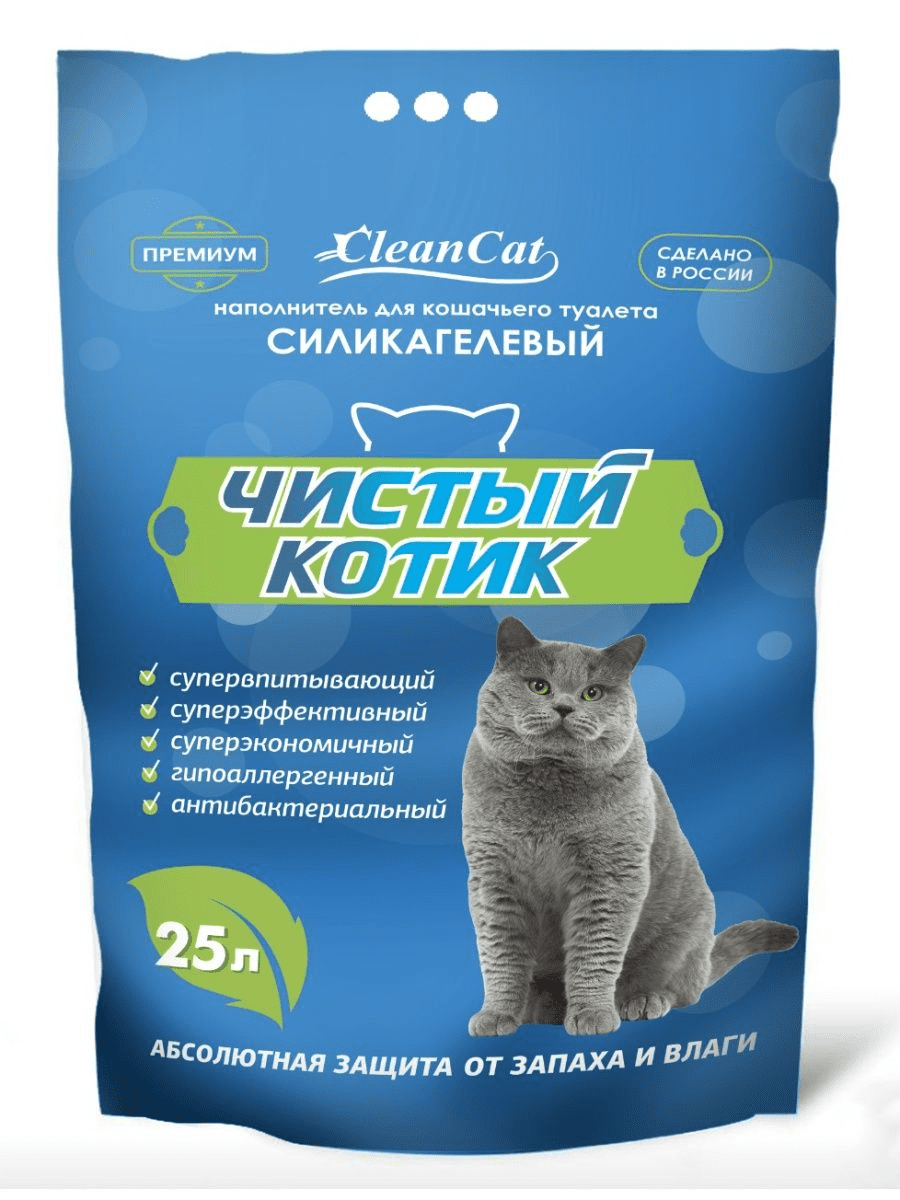 ПРЕМИУМ
CleanCat
СДЕЛАНО
В РОССИИ
наполнитель для кошачьего туалета
СИЛИКАГЕЛЕВЫЙ
ЧИСТЫЙ
КОТИК
супервпитывающий
суперэффективный
суперэкономичный
гипоаллергенный
антибактериальный
25л
АБСОЛЮТНАЯ ЗАЩИТА ОТ ЗАПАХА И ВЛАГИ